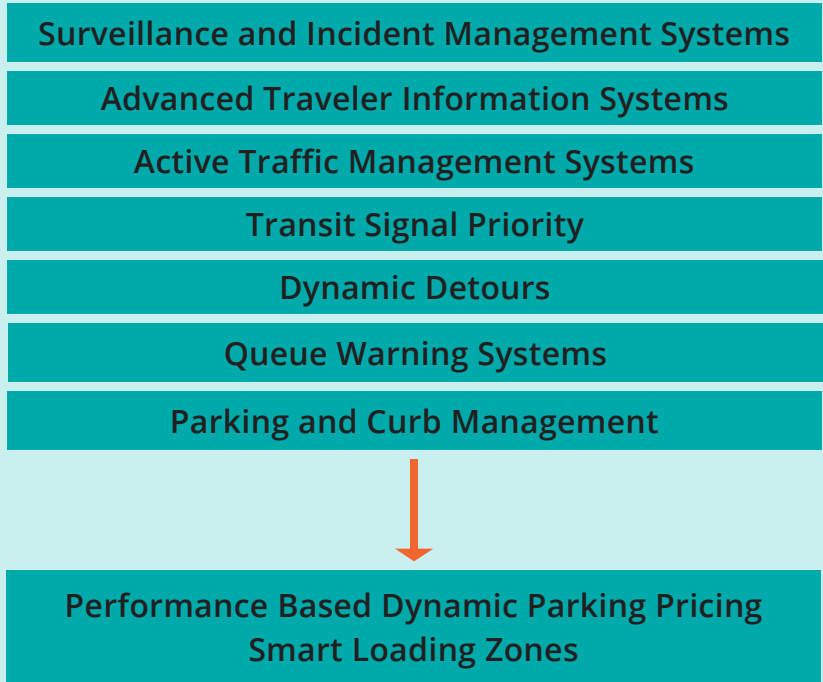 Surveillance and Incident Management Systems
Advanced Traveler Information Systems
Active Traffic Management Systems
Transit Signal Priority
Dynamic Detours
Queue Warning Systems
Parking and Curb Management
Performance Based Dynamic Parking Pricing
Smart Loading Zones